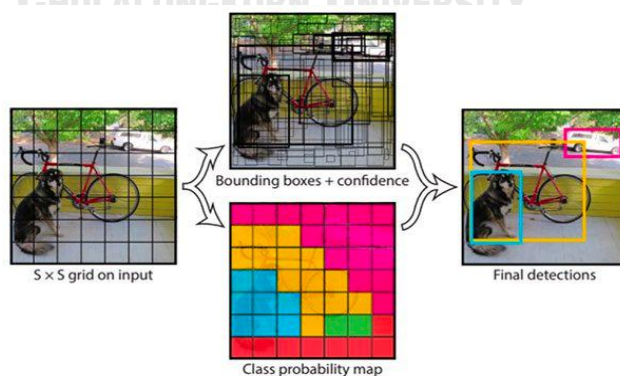 Bounding boxes + confidence
S × S grid on input
Final detections
Class probability map